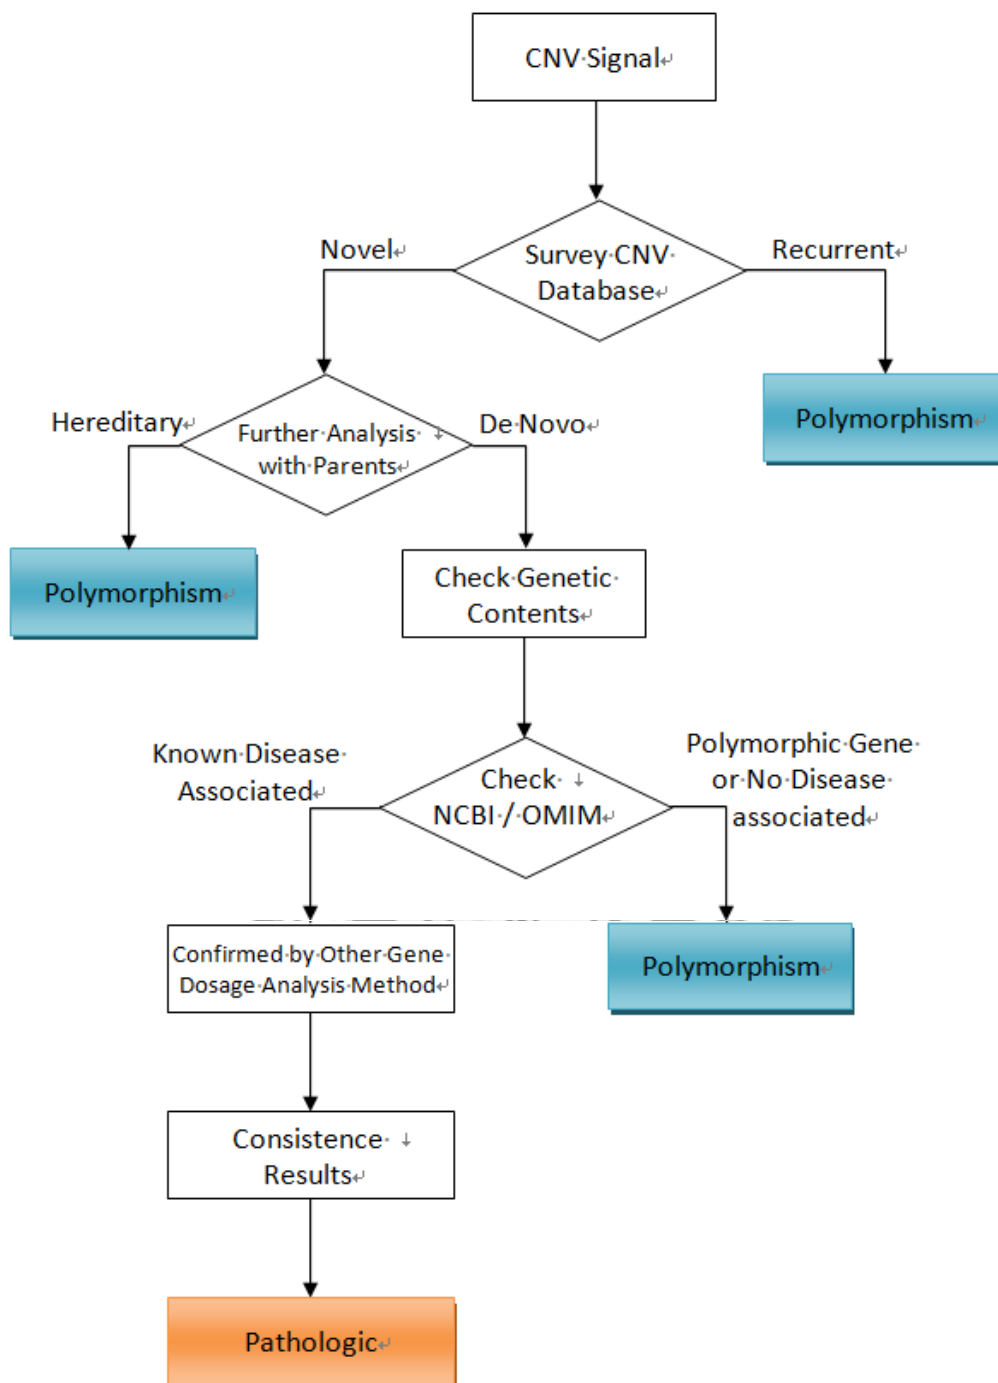 CNV Signal
Novel
Survey CNV
Database
Recurrent
Hereditary
Further Analysis
with Parents
De Novo
Polymorphism
Polymorphism
Check Genetic
Contents
Known Disease
Associated
Check
NCBI / OMIM
Polymorphic Gene
or No Disease
associated
Confirmed by Other Gene
Dosage Analysis Method
Polymorphism
Consistence
Results
Pathologic